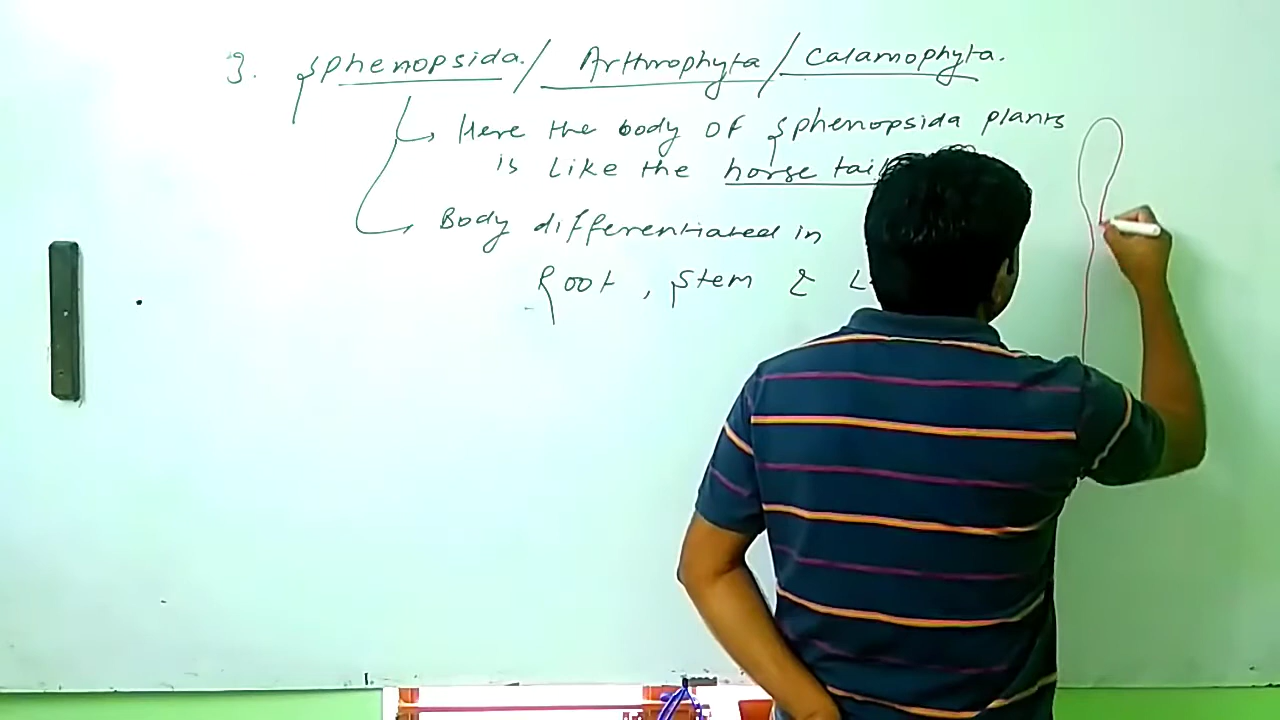 3. Sphenopsida./ Arthrophyta/Calamophyta.
Here the body of Sphenopsida plants
is like the horse tail
Body differentiated in
Root, Stem &